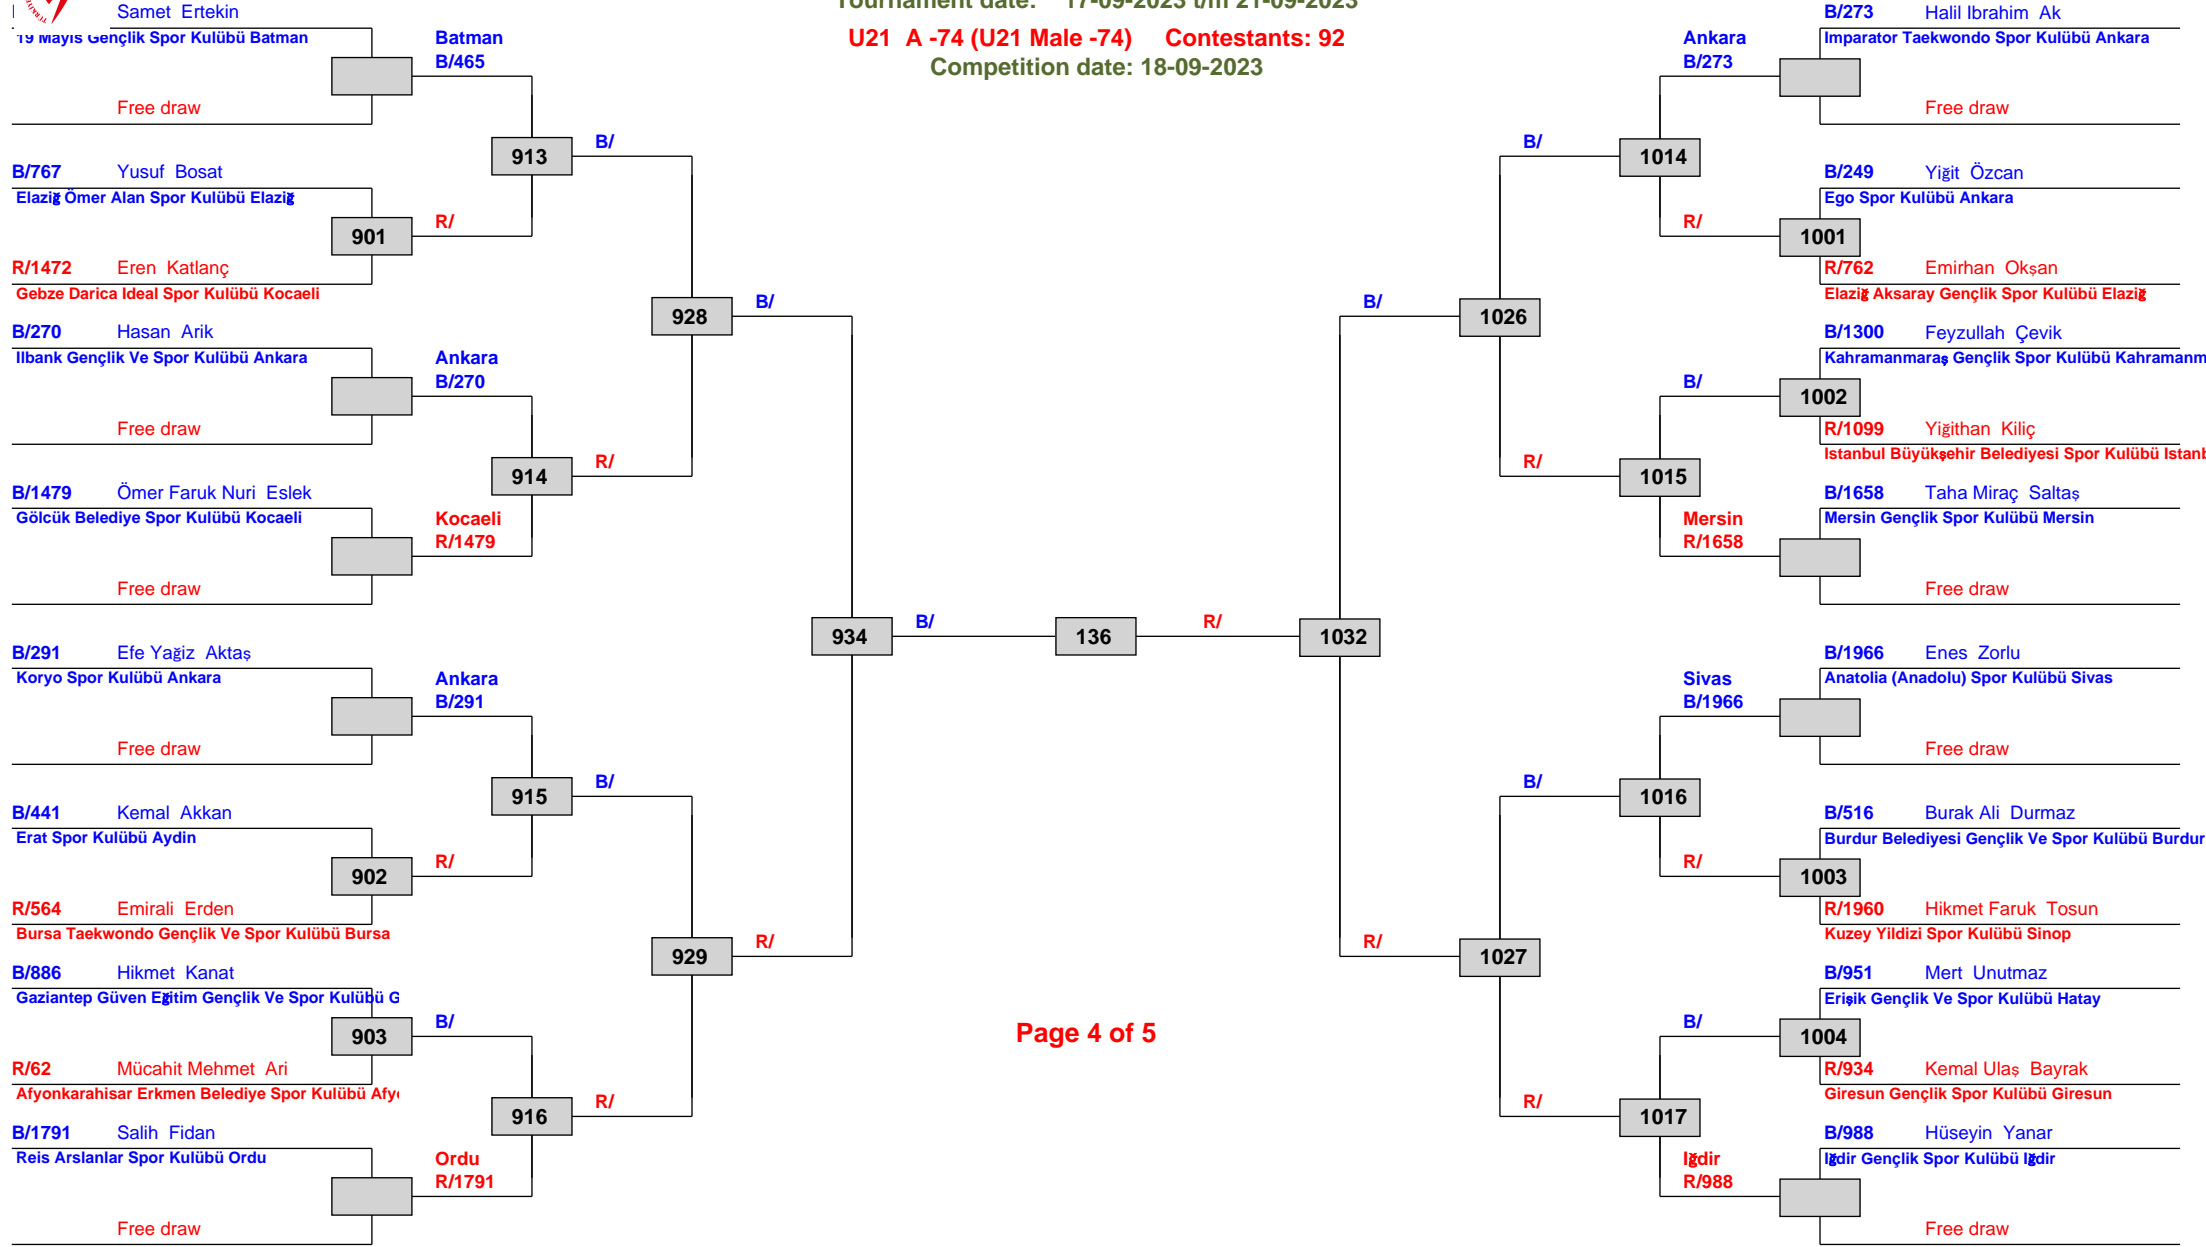 Tournament date: 17-09-2023 t/m 21-09-2023
U21 A -74 (U21 Male -74) Contestants: 92
Competition date: 18-09-2023
Samet Ertekin
19 Mayis Gençlik Spor Kulübü Batman
Free draw
Batman
B/465
B/767 Yusuf Bosat
Elaziğ Ömer Alan Spor Kulübü Elaziğ
R/1472 Eren Katlanç
Gebze Darica Ideal Spor Kulübü Kocaeli
901
R/
913
B/
B/270 Hasan Arik
Ilbank Gençlik Ve Spor Kulübü Ankara
Free draw
Ankara
B/270
B/1479 Ömer Faruk Nuri Eslek
Gölcük Belediye Spor Kulübü Kocaeli
Free draw
Kocaeli
R/1479
914
R/
928
B/
B/291 Efe Yağiz Aktaş
Koryo Spor Kulübü Ankara
Free draw
Ankara
B/291
B/441 Kemal Akkan
Erat Spor Kulübü Aydin
R/564 Emirali Erden
Bursa Taekwondo Gençlik Ve Spor Kulübü Bursa
902
R/
915
B/
B/886 Hikmet Kanat
Gaziantep Güven Eğitim Gençlik Ve Spor Kulübü G
R/62 Mücahit Mehmet Ari
Afyonkarahisar Erkmen Belediye Spor Kulübü Afy
903
B/
B/1791 Salih Fidan
Reis Arslanlar Spor Kulübü Ordu
Free draw
Ordu
R/1791
916
R/
929
R/
934
B/
136
R/
1032
B/273 Halil Ibrahim Ak
Imparator Taekwondo Spor Kulübü Ankara
Free draw
Ankara
B/273
B/249 Yiğit Özcan
Ego Spor Kulübü Ankara
R/762 Emirhan Okşan
Elaziğ Aksaray Gençlik Spor Kulübü Elaziğ
1001
R/
1014
B/
B/1300 Feyzullah Çevik
Kahramanmaraş Gençlik Spor Kulübü Kahramanm
R/1099 Yiğithan Kiliç
Istanbul Büyükşehir Belediyesi Spor Kulübü Istanb
1002
B/
B/1658 Taha Miraç Saltaş
Mersin Gençlik Spor Kulübü Mersin
Free draw
Mersin
R/1658
1015
R/
1026
B/
B/1966 Enes Zorlu
Anatolia (Anadolu) Spor Kulübü Sivas
Free draw
Sivas
B/1966
B/516 Burak Ali Durmaz
Burdur Belediyesi Gençlik Ve Spor Kulübü Burdur
R/1960 Hikmet Faruk Tosun
Kuzey Yildizi Spor Kulübü Sinop
1003
R/
1016
B/
B/951 Mert Unutmaz
Erişik Gençlik Ve Spor Kulübü Hatay
R/934 Kemal Ulaş Bayrak
Giresun Gençlik Spor Kulübü Giresun
1004
B/
B/988 Hüseyin Yanar
Iğdir Gençlik Spor Kulübü Iğdir
Free draw
Iğdir
R/988
1017
R/
1027
R/
Page 4 of 5